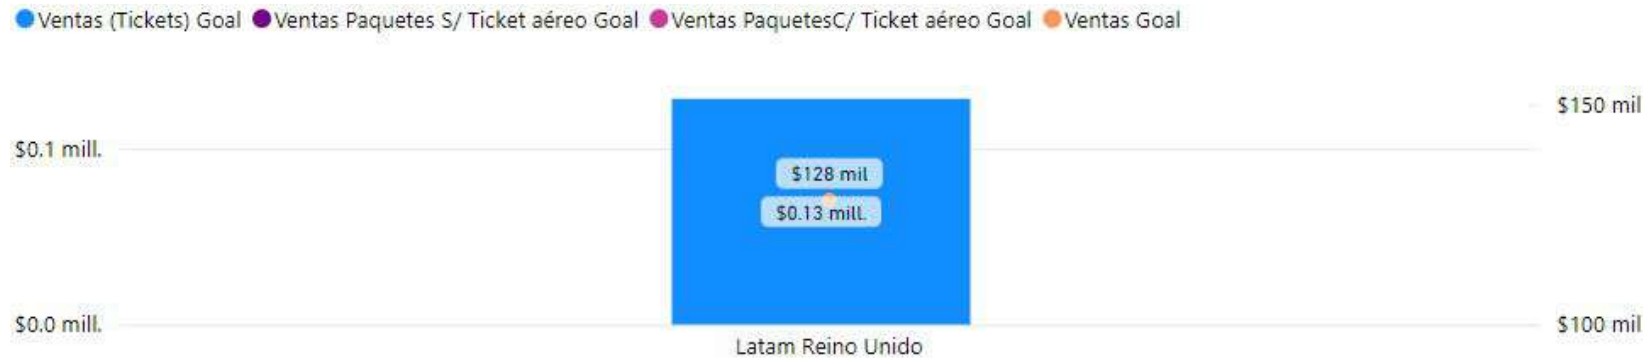 Ventas (Tickets) Goal Ventas Paquetes S/ Ticket aéreo Goal Ventas PaquetesC/ Ticket aéreo Goal Ventas Goal
$150 mil
$0.1 mill.
$128 mil
$0.13 mill.
$0.0 mill.
$100 mil
Latam Reino Unido